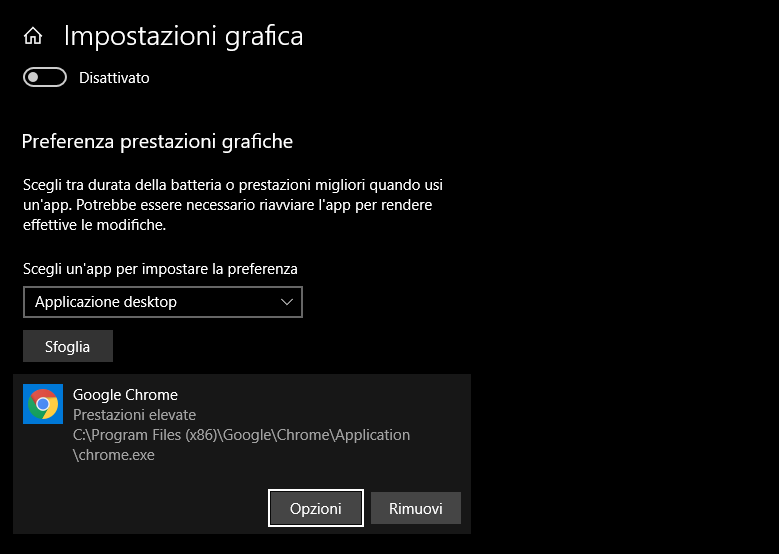 Impostazioni grafica
Disattivato
Preferenza prestazioni grafiche
Scegli tra durata della batteria o prestazioni migliori quando usi
un'app. Potrebbe essere necessario riavviare l'app per rendere
effettive le modifiche.
Scegli un'app per impostare la preferenza
Applicazione desktop
Sfoglia
Google Chrome
Prestazioni elevate
C:\Program Files (x86)\Google\Chrome\Application
\chrome.exe
Opzioni
Rimuovi